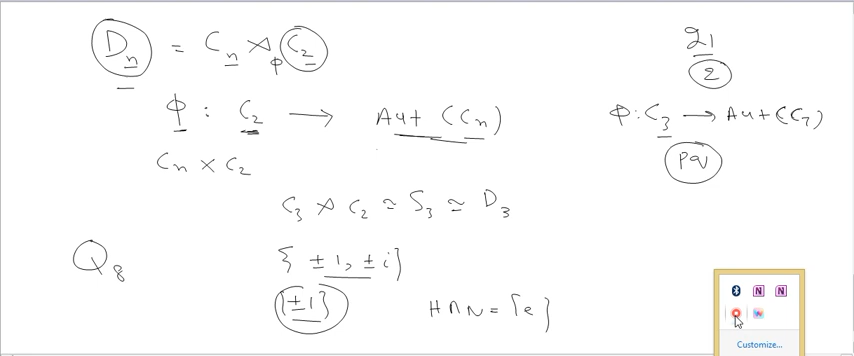 Dₙ = Cₙ ⋊_φ C₂
φ : C₂ → Aut (Cₙ)
Cₙ × C₂
C₃ ⋊ C₂ ≃ S₃ ≃ D₃
Q₈
{ ±1, ±i }
{±1}
H∩N = {e}
21
2
φ : C₃ → Aut (C₇)
pq
N N
Customize...